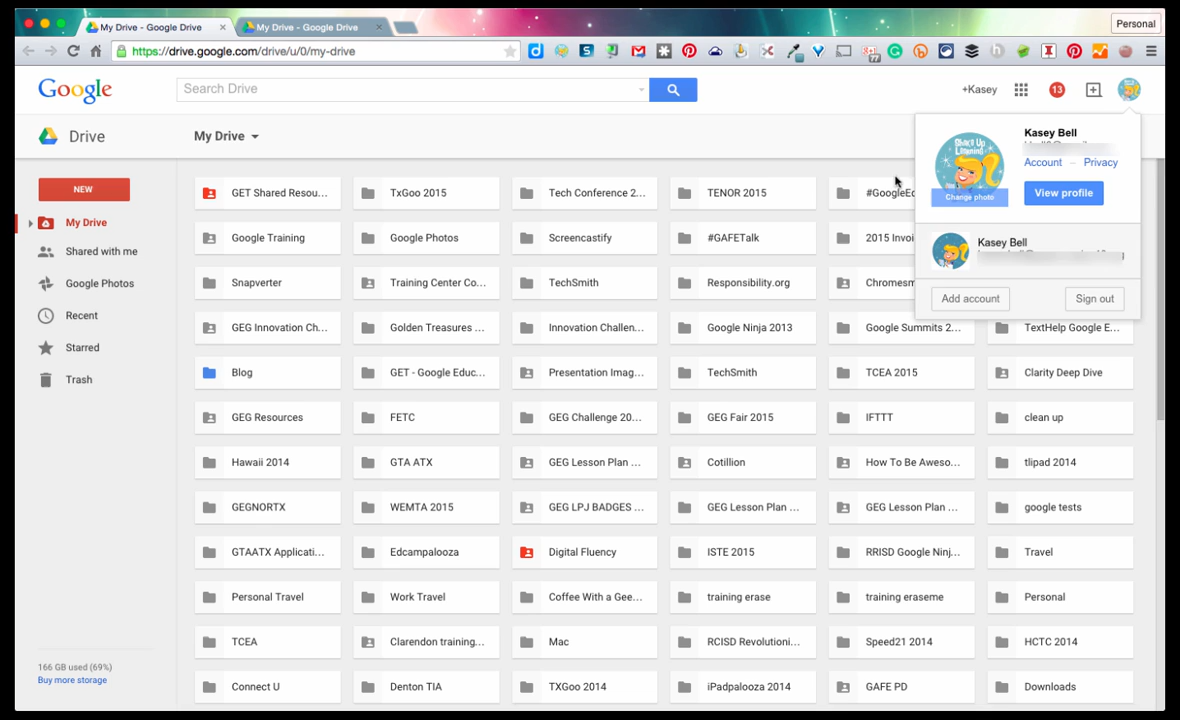 My Drive - Google Drive
My Drive - Google Drive
Personal
https://drive.google.com/drive/u/0/my-drive
77
Google
Search Drive
+Kasey
13
Drive
My Drive
Kasey Bell
Account – Privacy
Shake Up Learning
Change photo
View profile
Kasey Bell
Add account
Sign out
NEW
My Drive
Shared with me
Google Photos
Recent
Starred
Trash
166 GB used (69%)
Buy more storage
GET Shared Resou...
TxGoo 2015
Tech Conference 2...
TENOR 2015
Google Training
Google Photos
Screencastify
#GAFETalk
2015 Invoi
Snapverter
Training Center Co...
TechSmith
Responsibility.org
GEG Innovation Ch...
Golden Treasures ...
Innovation Challen...
Google Ninja 2013
Google Summits 2...
TextHelp Google E...
Blog
GET - Google Educ...
Presentation Imag...
TechSmith
TCEA 2015
Clarity Deep Dive
GEG Resources
FETC
GEG Challenge 20...
GEG Fair 2015
IFTTT
clean up
Hawaii 2014
GTA ATX
GEG Lesson Plan ...
Cotillion
How To Be Aweso...
tlipad 2014
GEGNORTX
WEMTA 2015
GEG LPJ BADGES ...
GEG Lesson Plan ...
GEG Lesson Plan ...
google tests
GTAATX Applicati...
Edcampalooza
Digital Fluency
ISTE 2015
RRISD Google Ninj...
Travel
Personal Travel
Work Travel
Coffee With a Gee...
training erase
training eraseme
Personal
TCEA
Clarendon training...
Mac
RCISD Revolutioni...
Speed21 2014
HCTC 2014
Connect U
Denton TIA
TXGoo 2014
iPadpalooza 2014
GAFE PD
Downloads